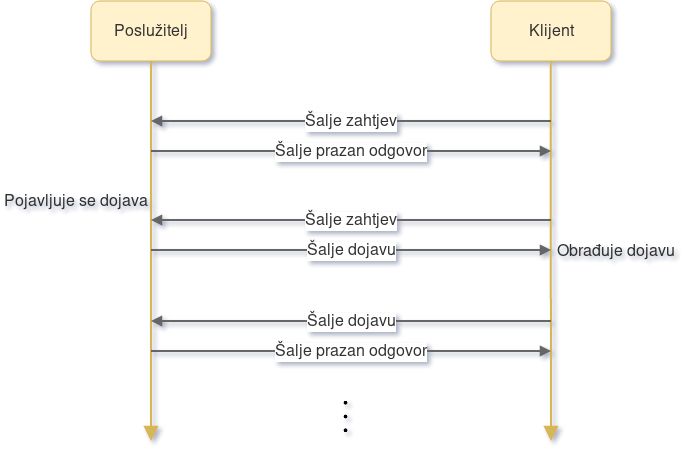 Poslužitelj
Klijent
Šalje zahtjev
Šalje prazan odgovor
Pojavljuje se dojava
Šalje zahtjev
Šalje dojavu
Obrađuje dojavu
Šalje dojavu
Šalje prazan odgovor